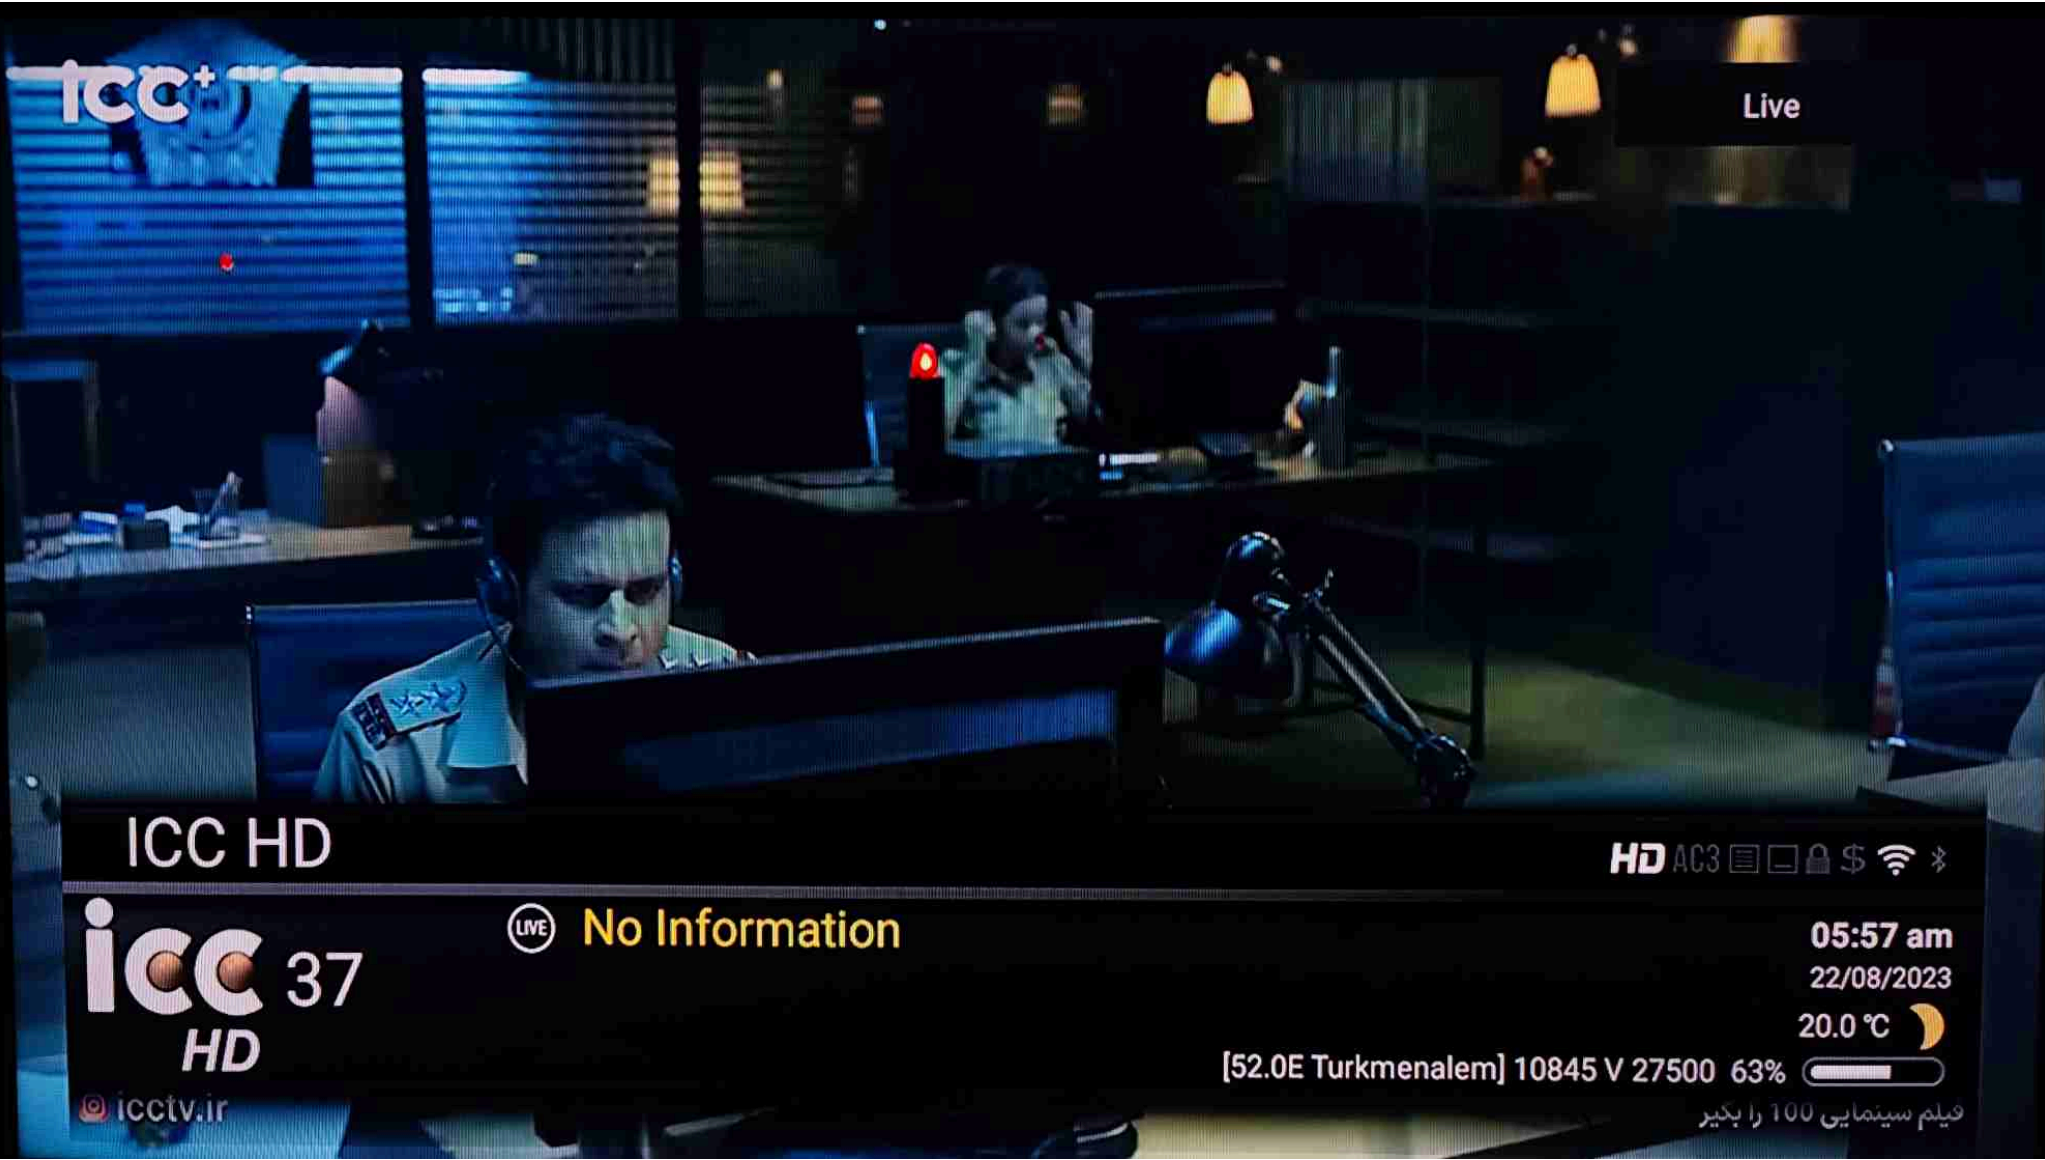 icc+
Live
ICC HD
HD AC3 $
icc HD 37
LIVE No Information
05:57 am
22/08/2023
20.0 °C
[52.0E Turkmenalem] 10845 V 27500 63%
icctv.ir
فیلم سینمایی 100 را بگیر